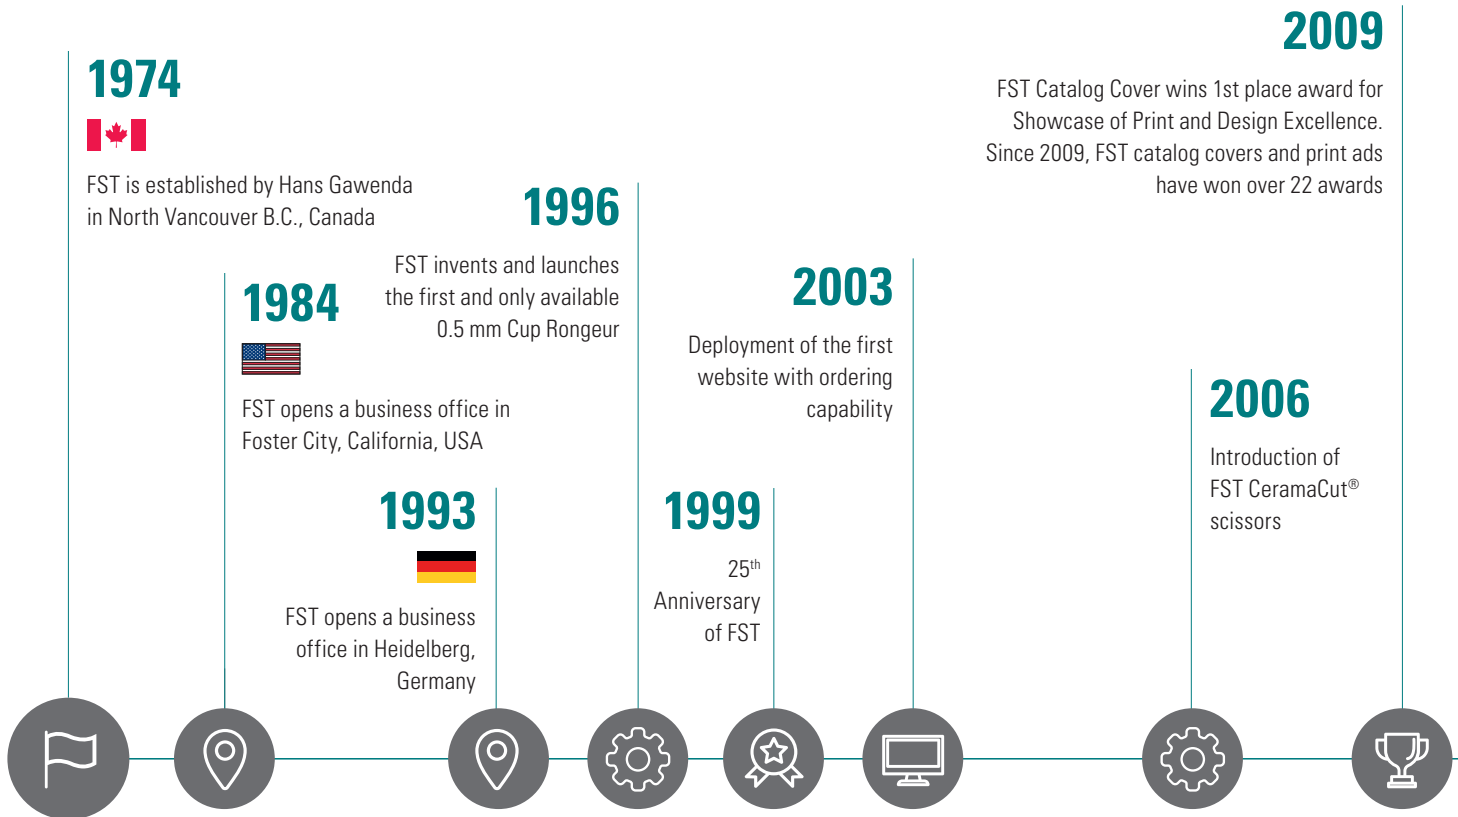 1974
FST is established by Hans Gawenda
in North Vancouver B.C., Canada
1984
FST opens a business office in
Foster City, California, USA
1993
FST opens a business
office in Heidelberg,
Germany
1996
FST invents and launches
the first and only available
0.5 mm Cup Rongeur
1999
25th
Anniversary
of FST
2003
Deployment of the first
website with ordering
capability
2006
Introduction of
FST CeramaCut®
scissors
2009
FST Catalog Cover wins 1st place award for
Showcase of Print and Design Excellence.
Since 2009, FST catalog covers and print ads
have won over 22 awards